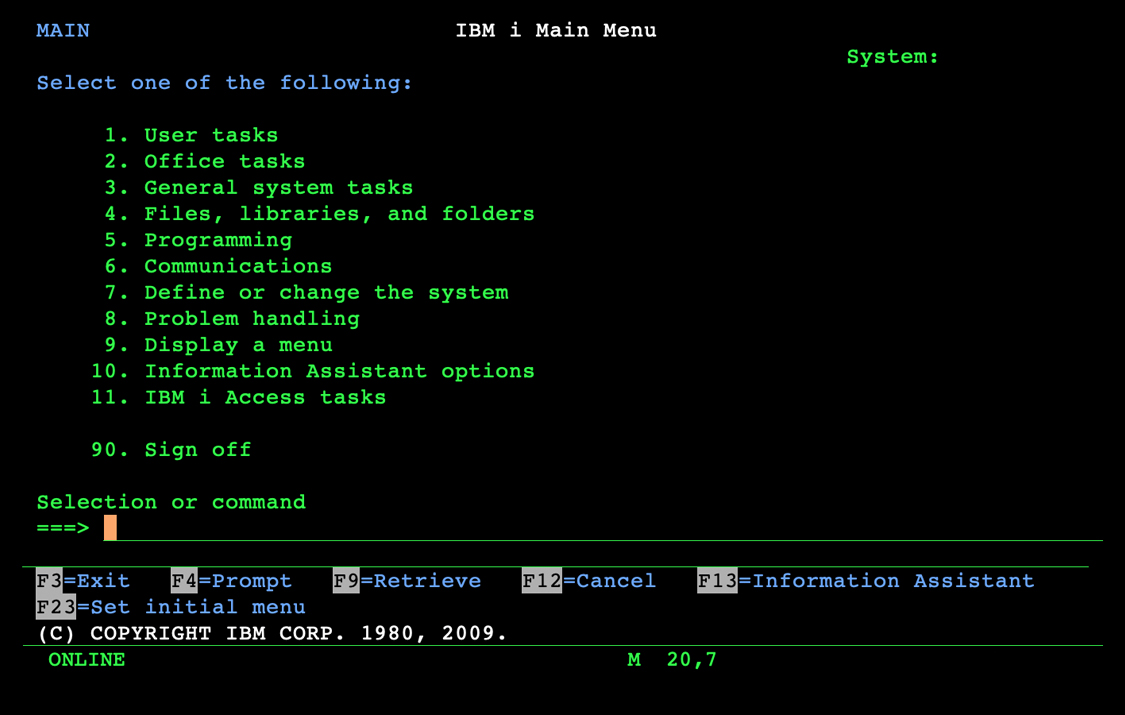 MAIN IBM i Main Menu
System:
Select one of the following:
1. User tasks
2. Office tasks
3. General system tasks
4. Files, libraries, and folders
5. Programming
6. Communications
7. Define or change the system
8. Problem handling
9. Display a menu
10. Information Assistant options
11. IBM i Access tasks
90. Sign off
Selection or command
===>
F3=Exit F4=Prompt F9=Retrieve F12=Cancel F13=Information Assistant
F23=Set initial menu
(C) COPYRIGHT IBM CORP. 1980, 2009.
ONLINE M 20,7